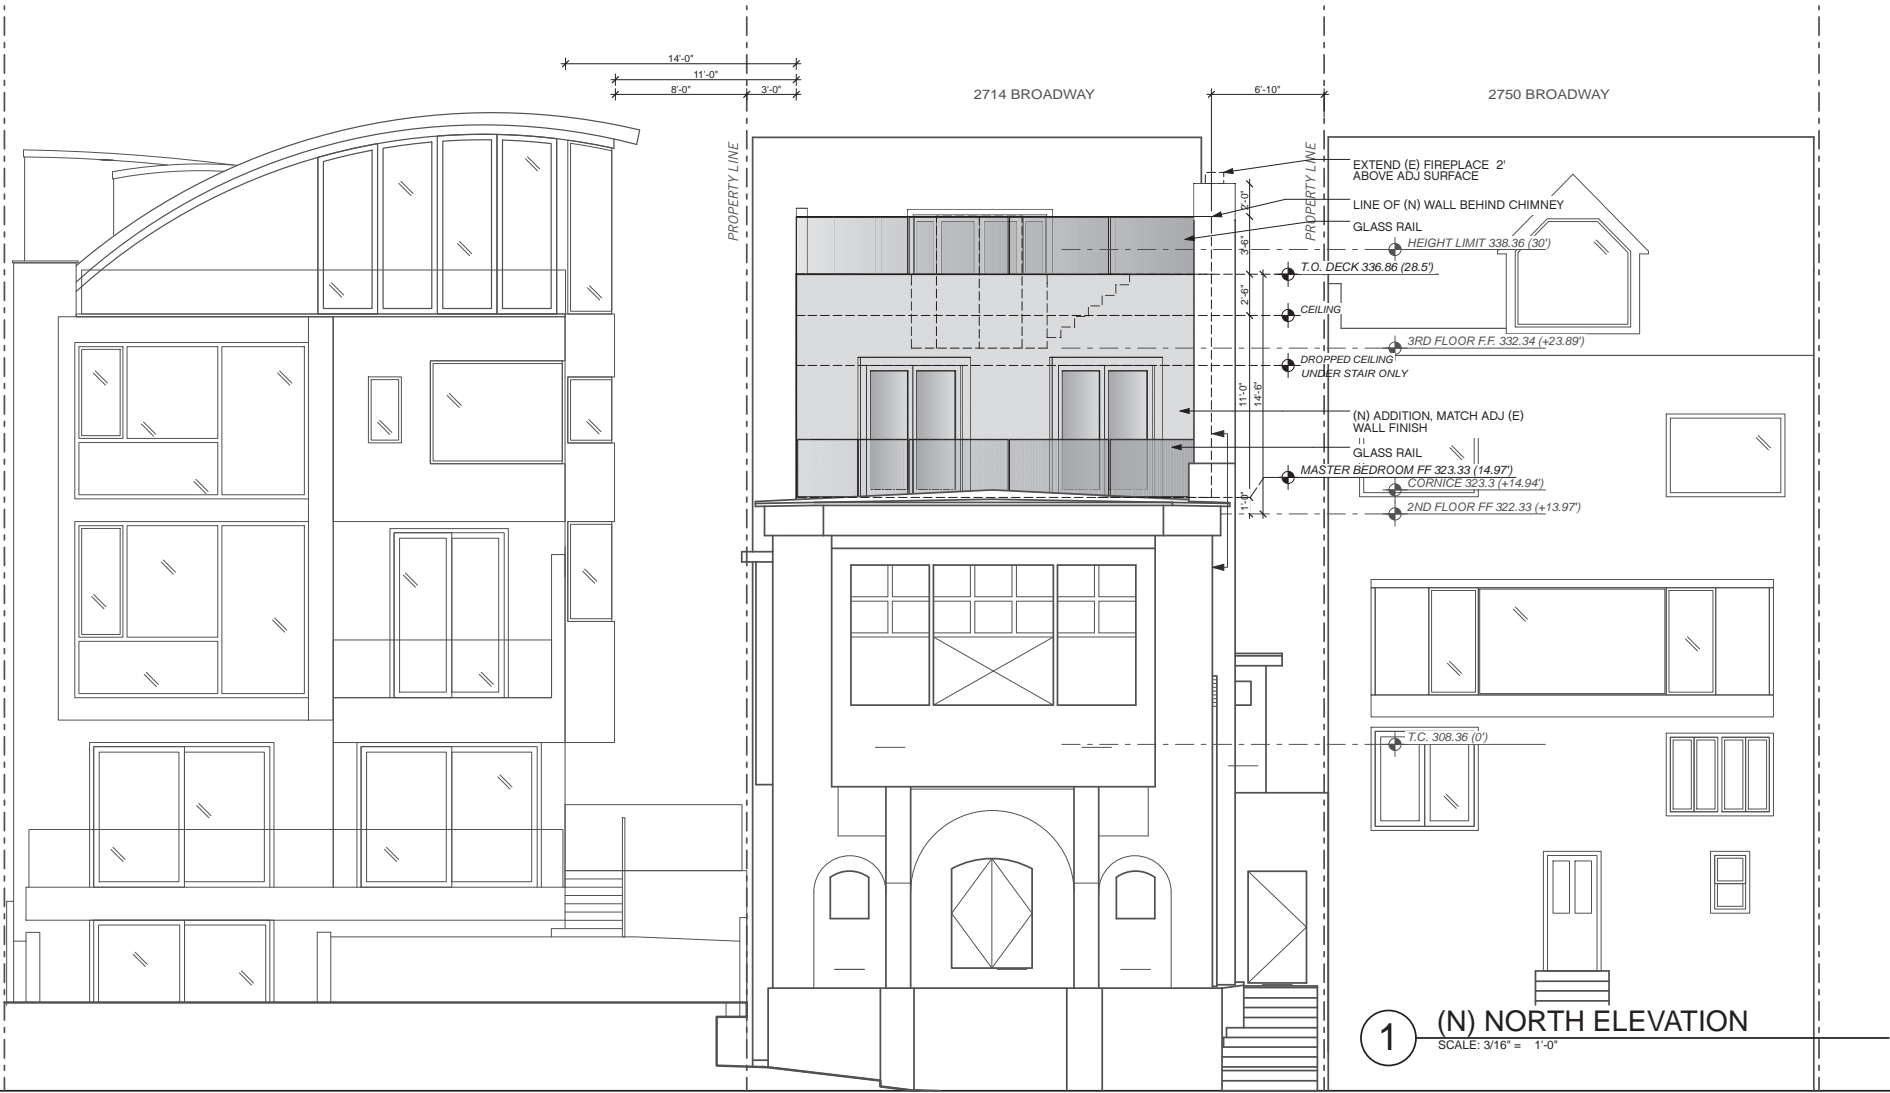 14'-0"
11'-0"
8'-0"
3'-0"
2714 BROADWAY
6'-10"
2750 BROADWAY
PROPERTY LINE
PROPERTY LINE
EXTEND (E) FIREPLACE 2'
ABOVE ADJ SURFACE
2'-0"
LINE OF (N) WALL BEHIND CHIMNEY
GLASS RAIL
3'-6"
HEIGHT LIMIT 338.36 (30')
T.O. DECK 336.86 (28.5')
2'-6"
CEILING
3RD FLOOR F.F. 332.34 (+23.89')
DROPPED CEILING
UNDER STAIR ONLY
11'-0"
14'-6"
(N) ADDITION, MATCH ADJ (E)
WALL FINISH
GLASS RAIL
MASTER BEDROOM FF 323.33 (14.97')
CORNICE 323.3 (+14.94')
1'-0"
2ND FLOOR FF 322.33 (+13.97')
T.C. 308.36 (0')
1
(N) NORTH ELEVATION
SCALE: 3/16" = 1'-0"